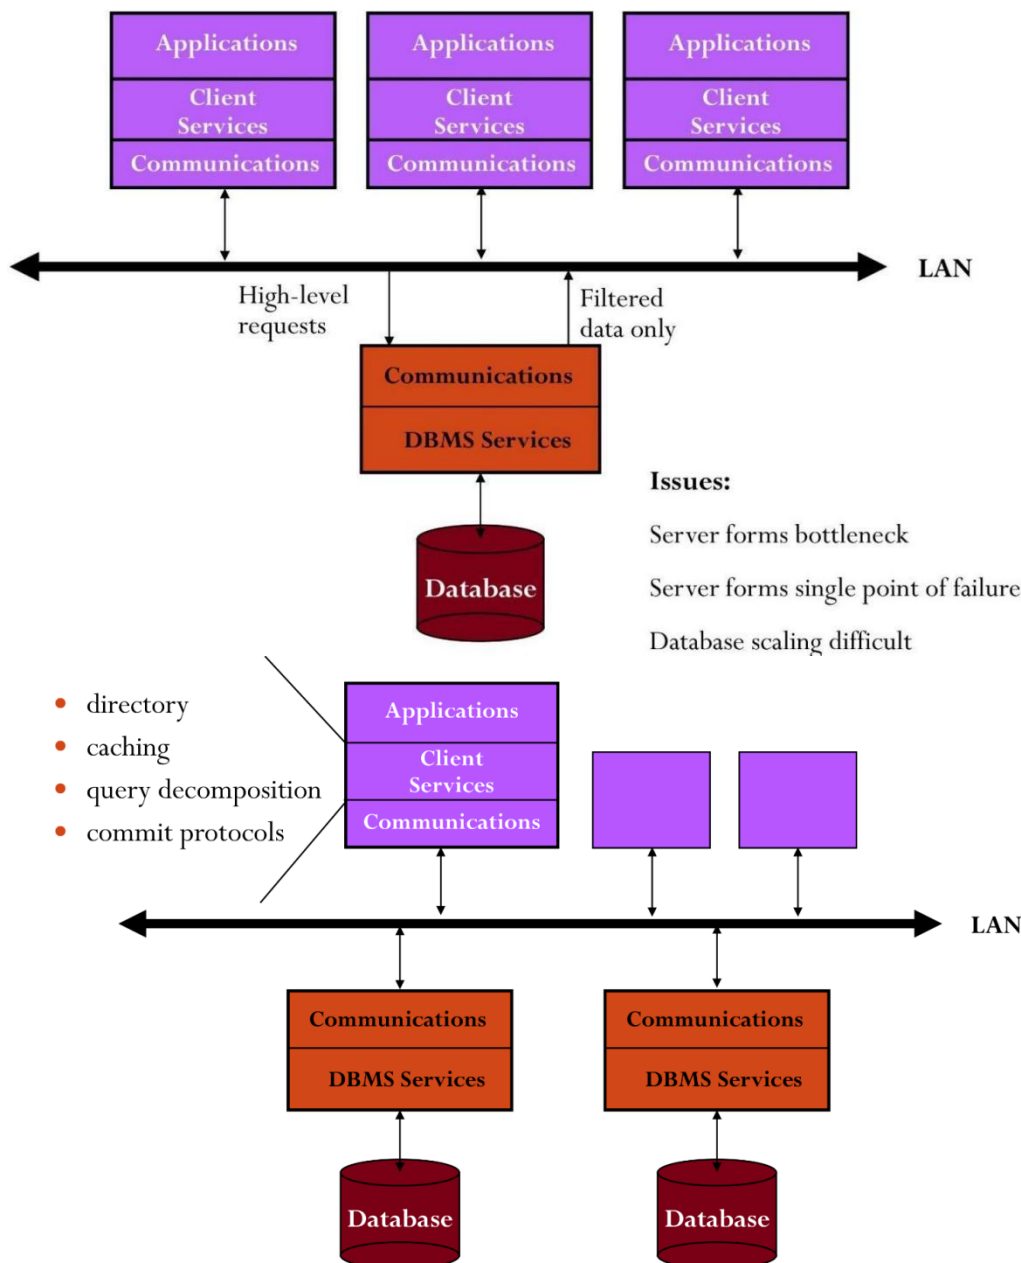 Applications
Client
Services
Communications
Applications
Client
Services
Communications
Applications
Client
Services
Communications
LAN
High-level
requests
Filtered
data only
Communications
DBMS Services
Database
Issues:
Server forms bottleneck
Server forms single point of failure
Database scaling difficult
directory
caching
query decomposition
commit protocols
Applications
Client
Services
Communications
LAN
Communications
DBMS Services
Database
Communications
DBMS Services
Database